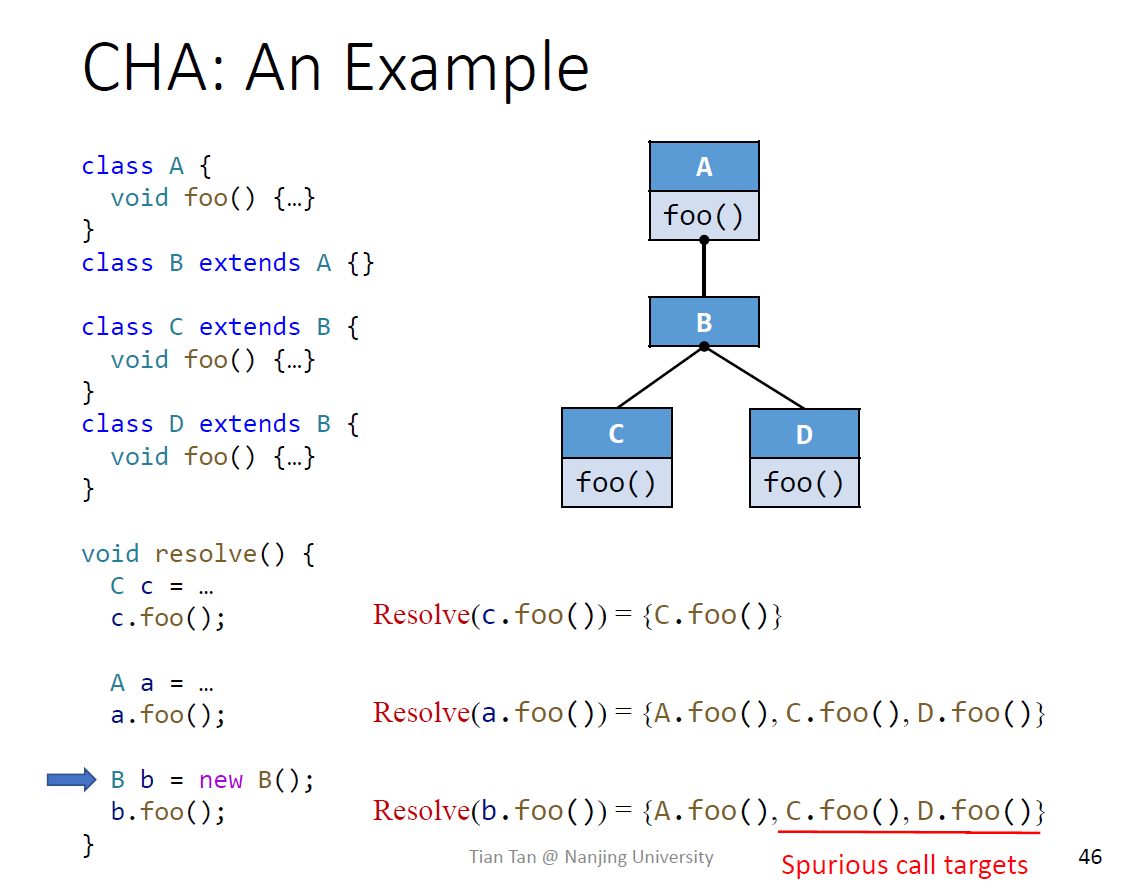 CHA: An Example
class A {
void foo() {…}
}
class B extends A {}
class C extends B {
void foo() {…}
}
class D extends B {
void foo() {…}
}
A
foo()
B
C
foo()
D
foo()
void resolve() {
C c = …
c.foo();
Resolve(c.foo()) = {C.foo()}
A a = …
a.foo();
Resolve(a.foo()) = {A.foo(), C.foo(), D.foo()}
B b = new B();
b.foo();
Resolve(b.foo()) = {A.foo(), C.foo(), D.foo()}
}
Spurious call targets
Tian Tan @ Nanjing University
46